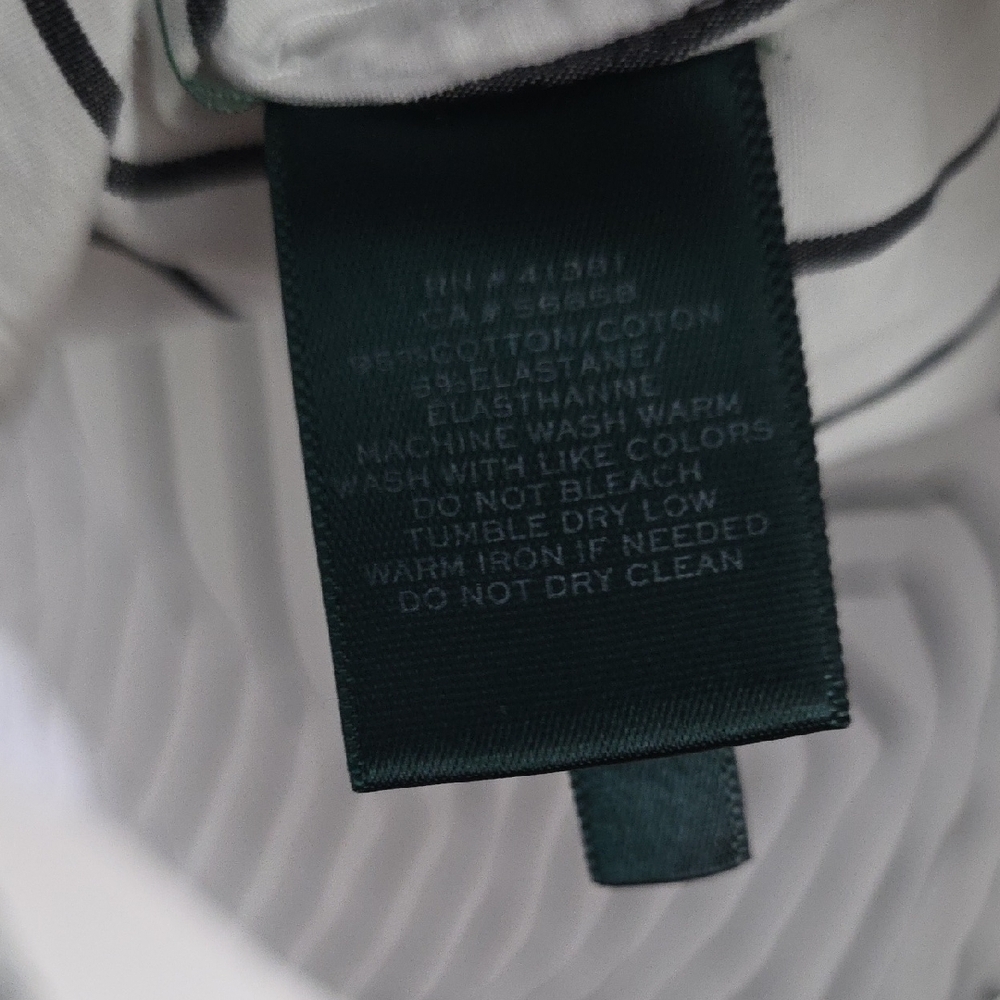 RN # 41381
CA # 56658
95% COTTON/COTON
5% ELASTANE/
ELASTHANNE
MACHINE WASH WARM
WASH WITH LIKE COLORS
DO NOT BLEACH
TUMBLE DRY LOW
WARM IRON IF NEEDED
DO NOT DRY CLEAN